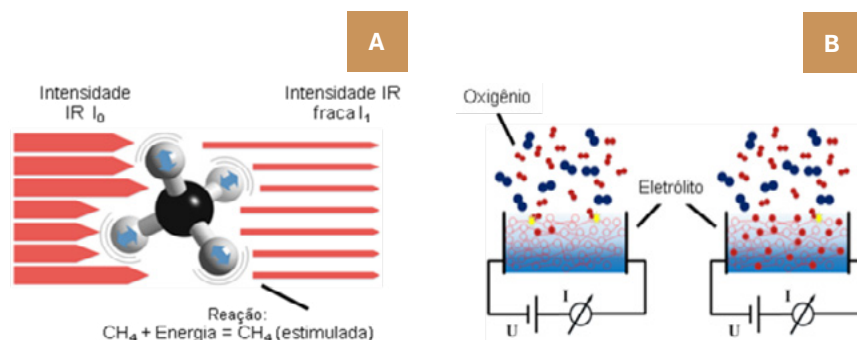 A
Intensidade
IR I₀
Intensidade IR
fraca I₁
Reação:
CH₄ + Energia = CH₄ (estimulada)
B
Oxigênio
Eletrólito
U
I
U
I